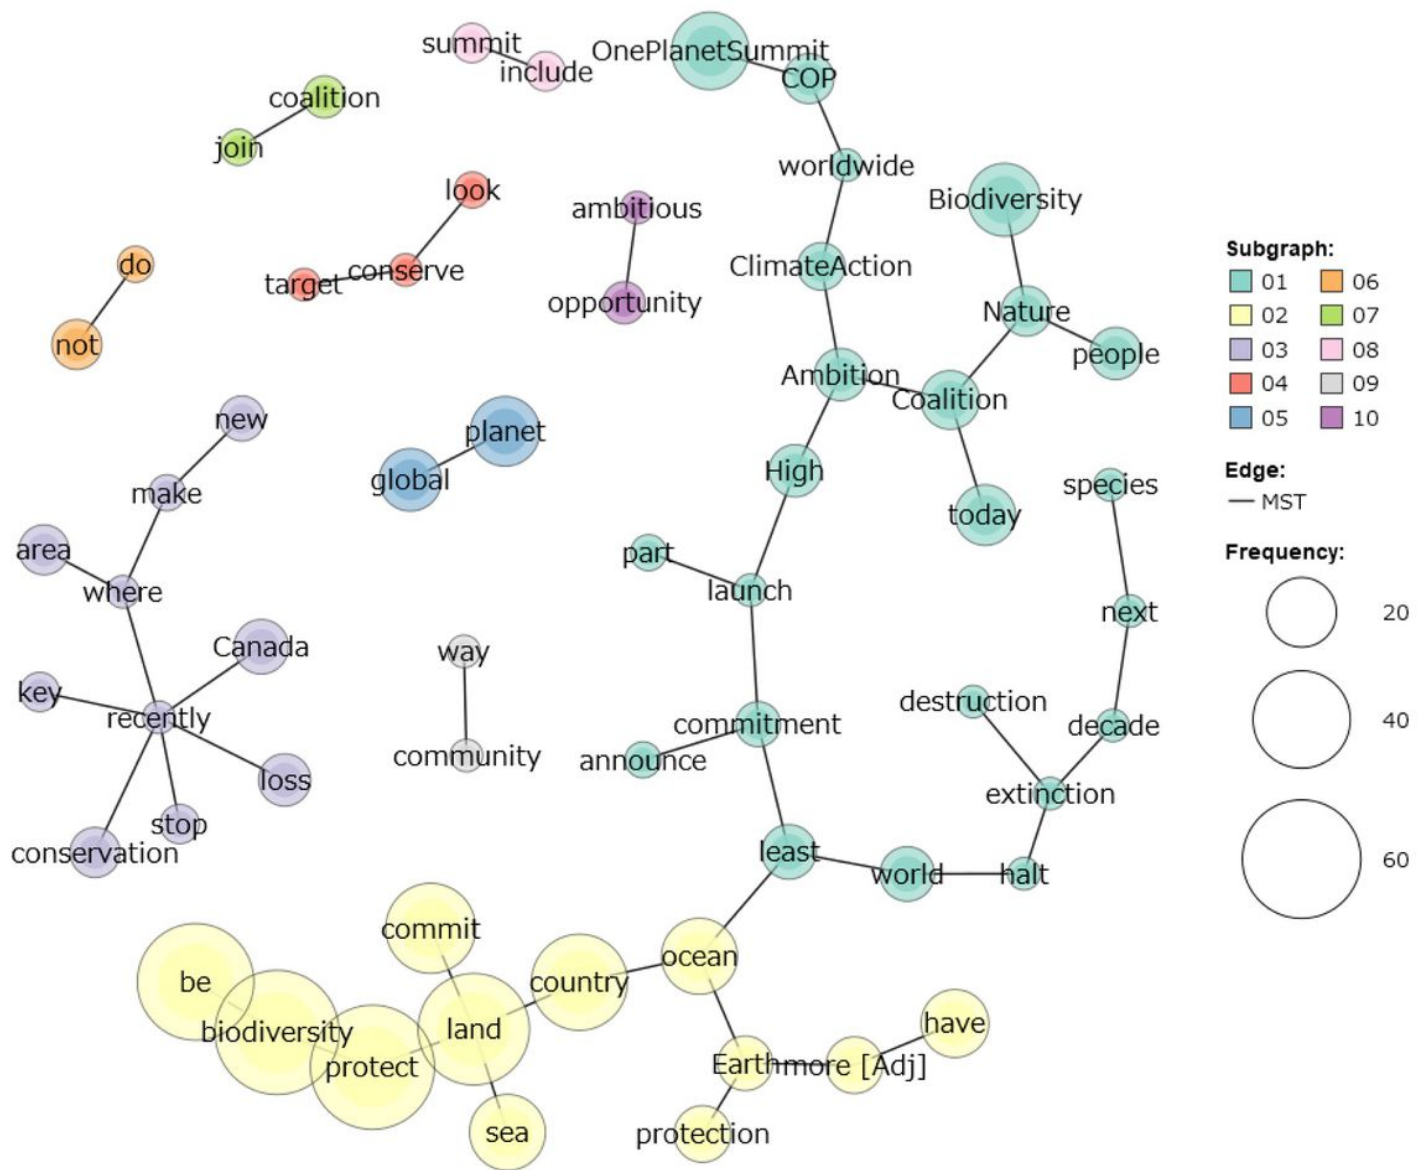 summit
include
OnePlanetSummit
COP
coalition
join
worldwide
look
Biodiversity
ambitious
do
target
conserve
ClimateAction
opportunity
Nature
not
people
Ambition
Coalition
new
planet
global
High
make
species
today
area
where
part
launch
next
Canada
way
key
recently
destruction
commitment
decade
community
announce
loss
extinction
stop
conservation
least
world
halt
commit
ocean
be
country
biodiversity
land
have
protect
Earth
more [Adj]
sea
protection
Subgraph:
01 06
02 07
03 08
04 09
05 10
Edge:
MST
Frequency:
20
40
60